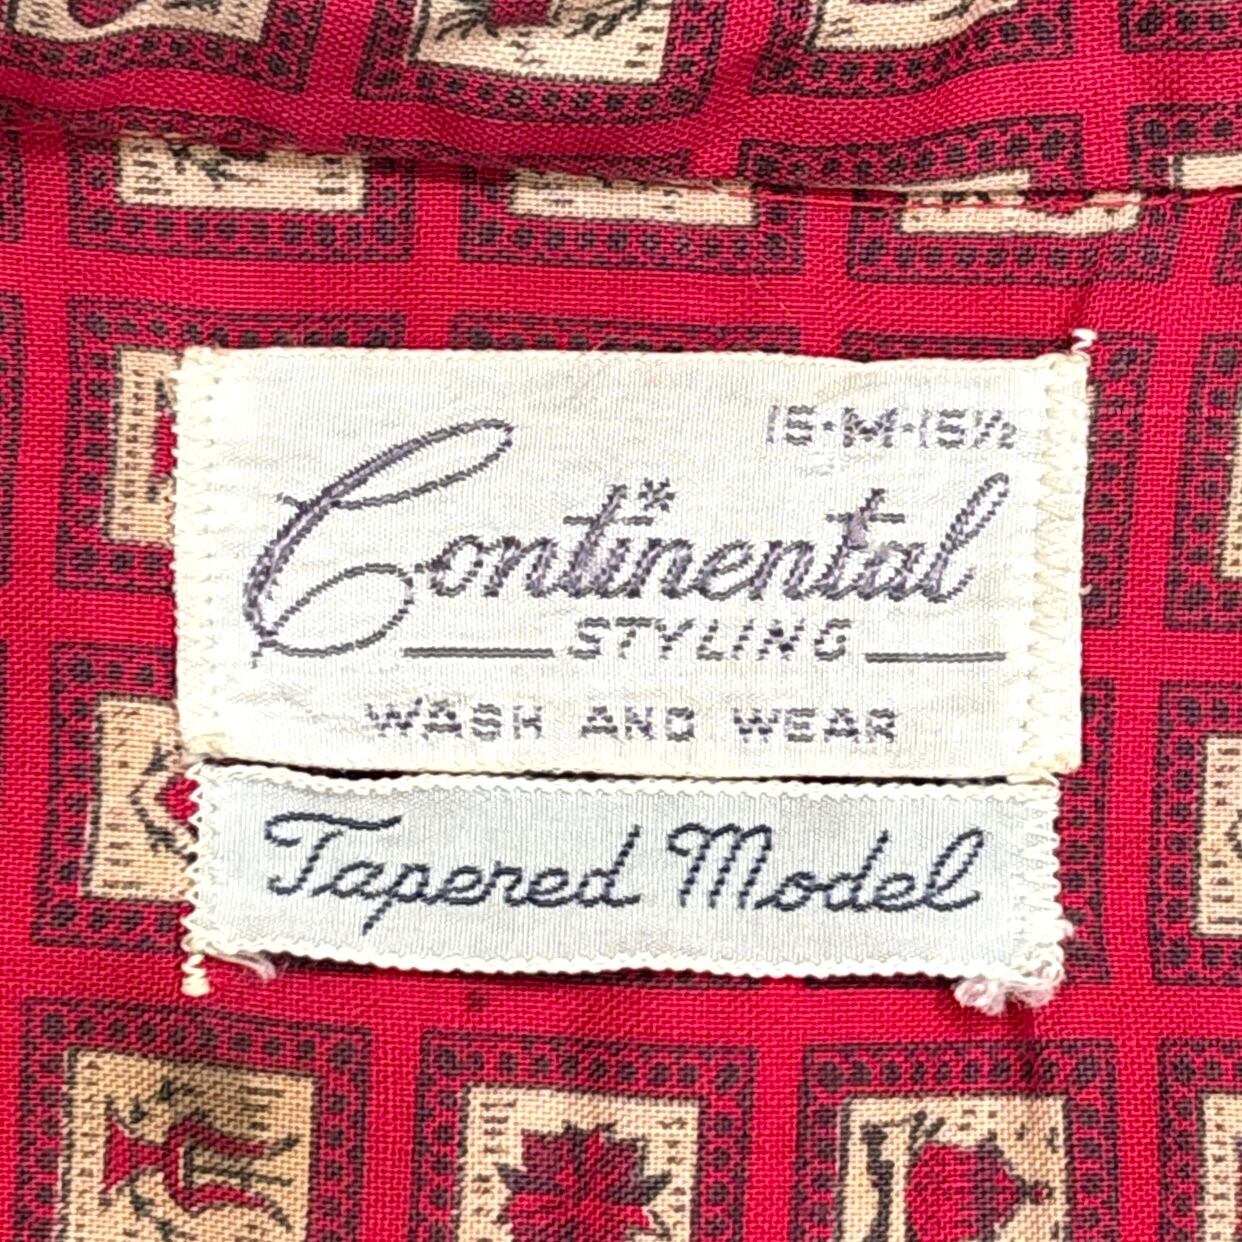 15-M-15½
Continental
STYLING
WASH AND WEAR
Tapered Model